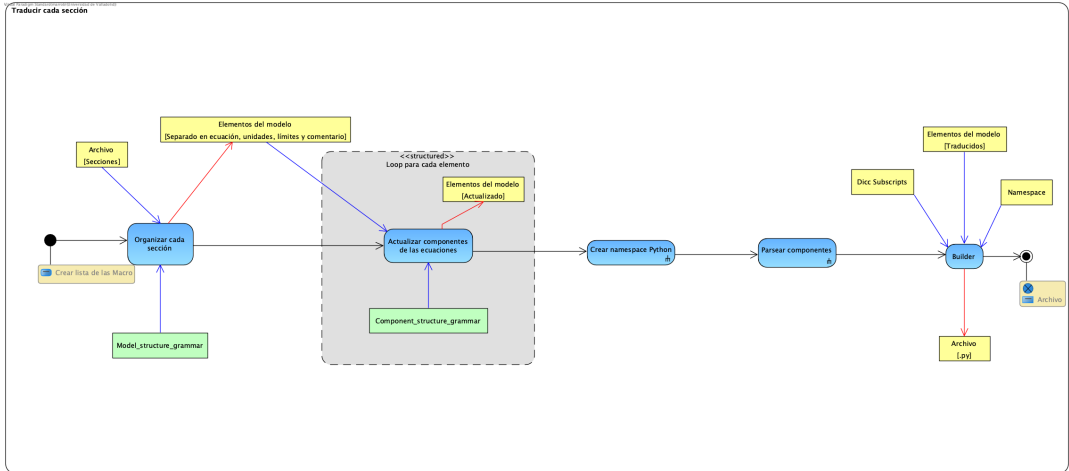 Traducir cada sección
Elementos del modelo
[Separado en ecuación, unidades, límites y comentario]
Archivo
[Secciones]
<<structured>>
Loop para cada elemento
Elementos del modelo
[Actualizado]
Elementos del modelo
[Traducidos]
Dicc Subscripts
Namespace
Organizar cada
sección
Actualizar componentes
de las ecuaciones
Crear namespace Python
Parsear componentes
Builder
Crear lista de las Macro
Archivo
Component_structure_grammar
Model_structure_grammar
Archivo
[.py]